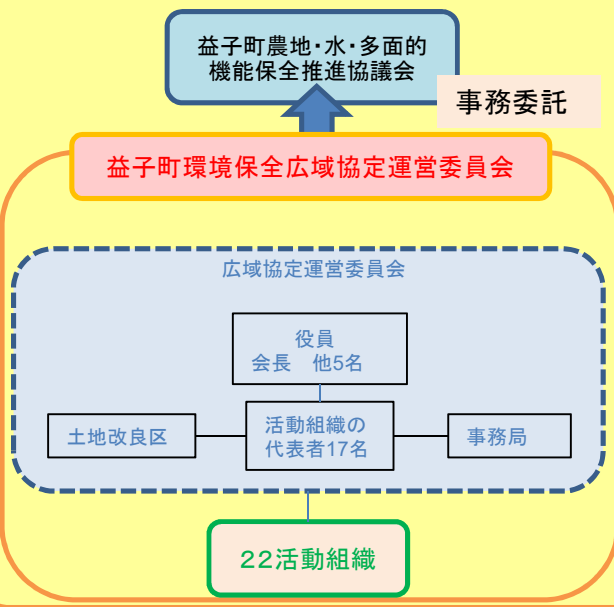 益子町農地・水・多面的
機能保全推進協議会
事務委託
益子町環境保全広域協定運営委員会
広域協定運営委員会
役員
会長　他5名
土地改良区
活動組織の
代表者17名
事務局
２２活動組織